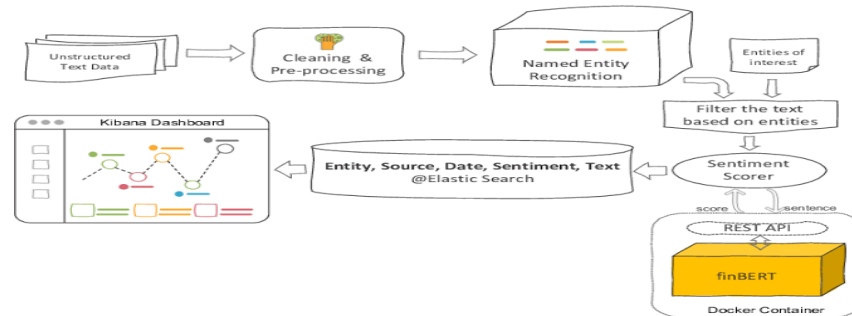 Unstructured
Text Data
Cleaning &
Pre-processing
Named Entity
Recognition
Entities of
interest
Filter the text
based on entities
Kibana Dashboard
Entity, Source, Date, Sentiment, Text
@Elastic Search
Sentiment
Scorer
score
sentence
REST API
finBERT
Docker Container